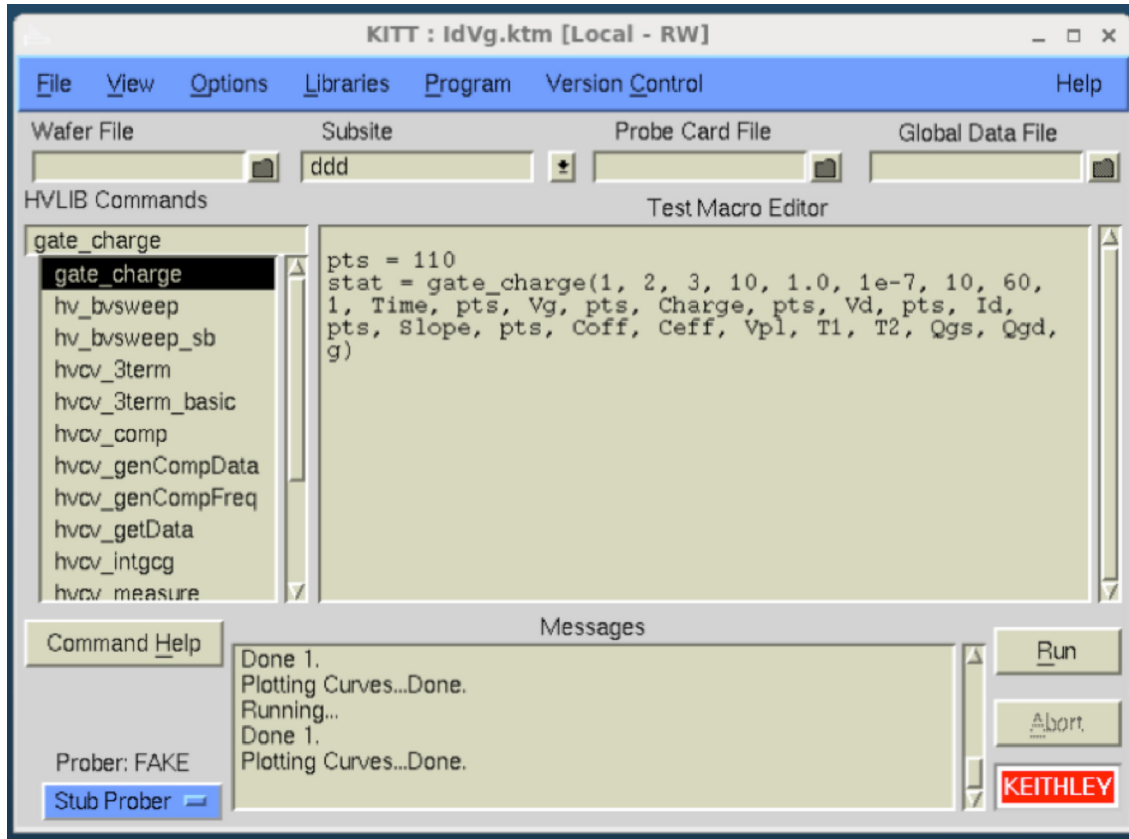 KITT : IdVg.ktm [Local - RW]
File View Options Libraries Program Version Control Help
Wafer File Subsite Probe Card File Global Data File
ddd
HVLIB Commands
Test Macro Editor
gate_charge
gate_charge
hv_bvsweep
hv_bvsweep_sb
hvcv_3term
hvcv_3term_basic
hvcv_comp
hvcv_genCompData
hvcv_genCompFreq
hvcv_getData
hvcv_intgcg
hvcv_measure
pts = 110
stat = gate_charge(1, 2, 3, 10, 1.0, 1e-7, 10, 60,
1, Time, pts, Vg, pts, Charge, pts, Vd, pts, Id,
pts, Slope, pts, Coff, Ceff, Vpl, T1, T2, Qgs, Qgd,
g)
Command Help
Messages
Done 1.
Plotting Curves...Done.
Running...
Done 1.
Plotting Curves...Done.
Run
Abort
Prober: FAKE
Stub Prober
KEITHLEY